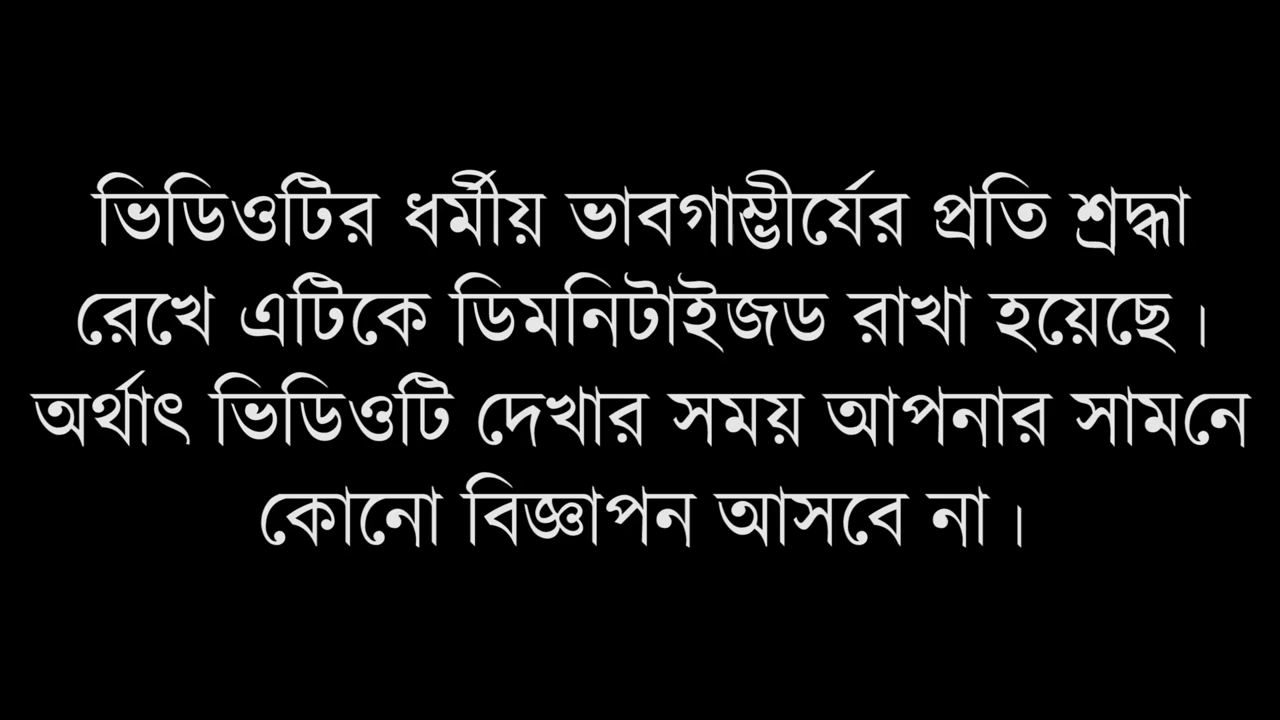 ভিডিওটির ধর্মীয় ভাবগাম্ভীর্যের প্রতি শ্রদ্ধা
রেখে এটিকে ডিমনিটাইজড রাখা হয়েছে।
অর্থাৎ ভিডিওটি দেখার সময় আপনার সামনে
কোনো বিজ্ঞাপন আসবে না।